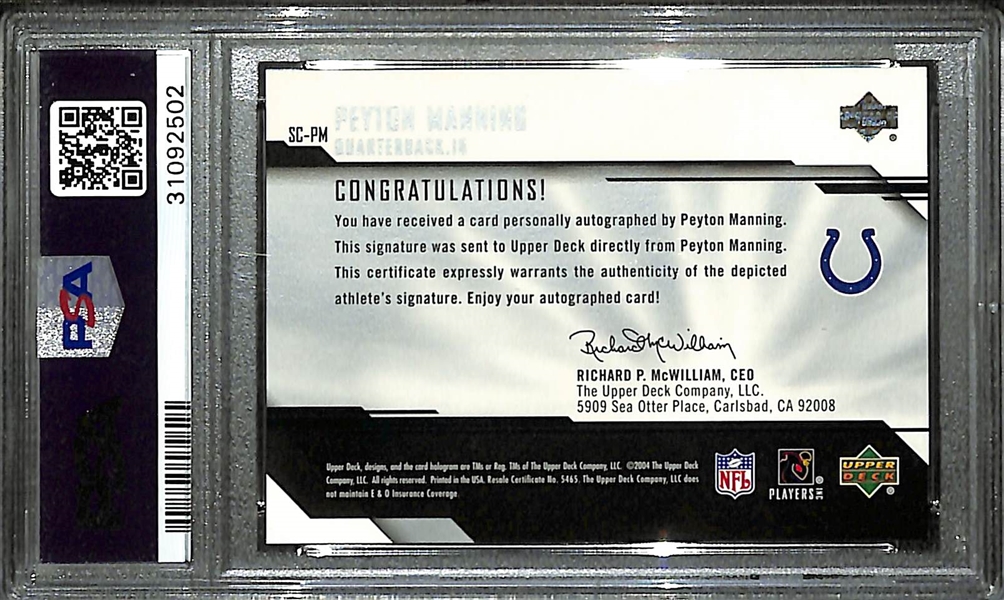 31092502
PSA
SC-PM
PEYTON MANNING
QUARTERBACK.18
CONGRATULATIONS!
You have received a card personally autographed by Peyton Manning.
This signature was sent to Upper Deck directly from Peyton Manning.
This certificate expressly warrants the authenticity of the depicted
athlete's signature. Enjoy your autographed card!
Richard McWilliam
RICHARD P. McWILLIAM, CEO
The Upper Deck Company, LLC.
5909 Sea Otter Place, Carlsbad, CA 92008
Upper Deck, designs, and the card hologram are TMs or Reg. TMs of The Upper Deck Company, LLC. ©2004 The Upper Deck
Company, LLC. All rights reserved. Printed in the USA. Resale Certificate No. 5465. The Upper Deck Company, LLC does
not maintain E & O Insurance Coverage.
NFL
PLAYERS INC
UPPER
DECK